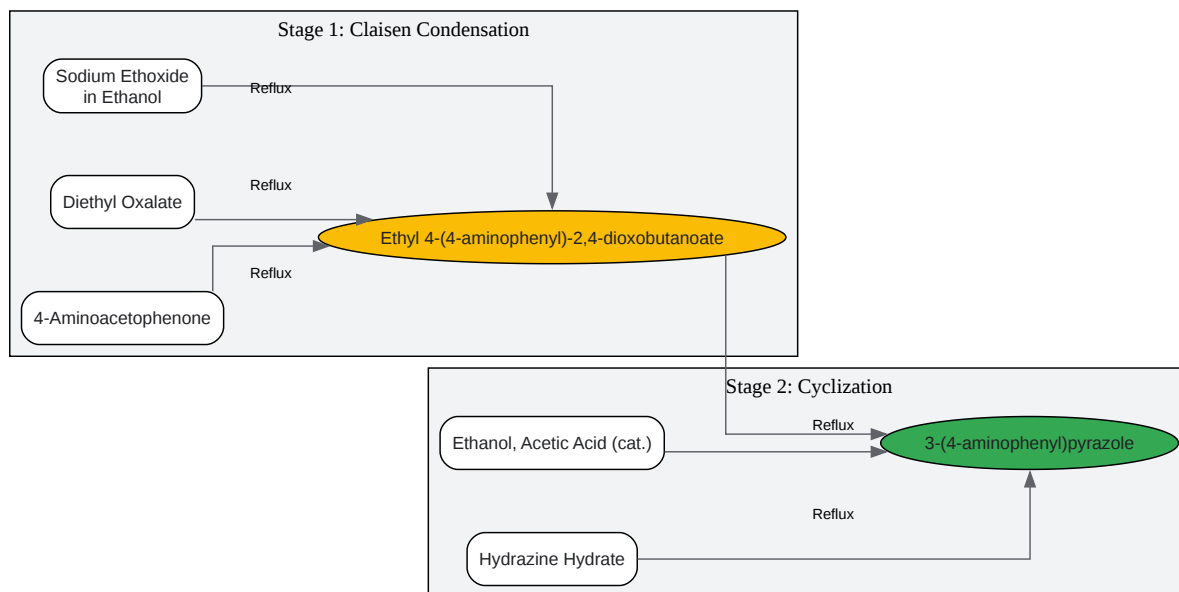 Stage 1: Claisen Condensation
Sodium Ethoxide
in Ethanol
Reflux
Diethyl Oxalate
Reflux
Ethyl 4-(4-aminophenyl)-2,4-dioxobutanoate
Reflux
4-Aminoacetophenone
Stage 2: Cyclization
Ethanol, Acetic Acid (cat.)
Reflux
3-(4-aminophenyl)pyrazole
Reflux
Hydrazine Hydrate